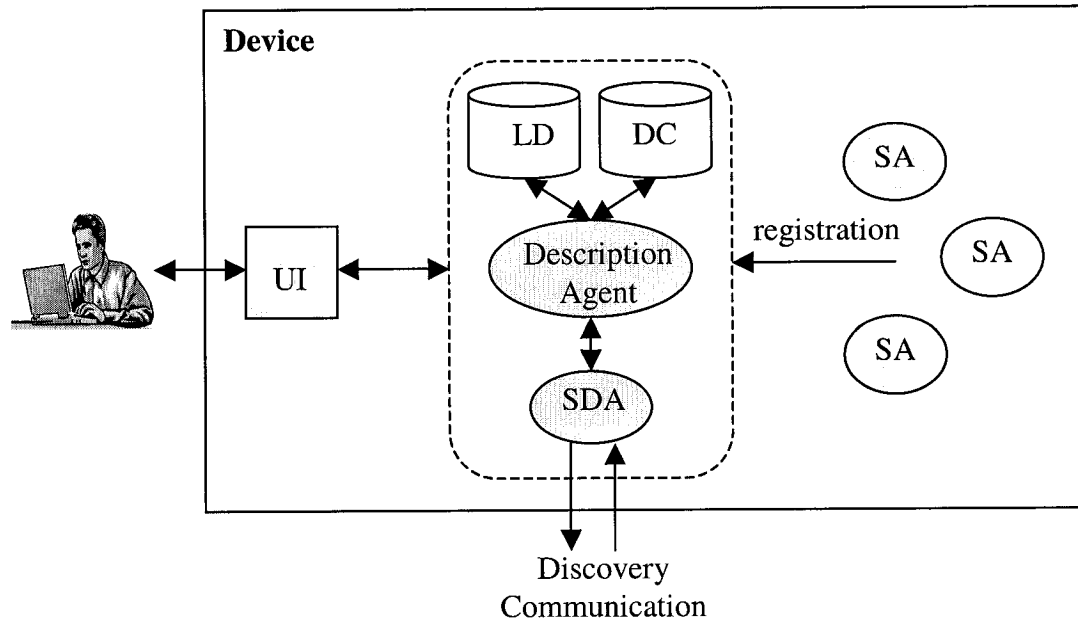 Device
LD
DC
SA
registration
SA
UI
Description
Agent
SA
SDA
Discovery
Communication